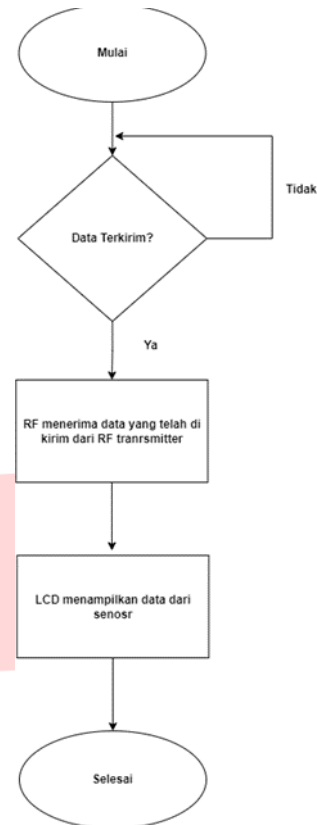 Mulai
Tidak
Data Terkirim?
Ya
RF menerima data yang telah di
kirim dari RF tranrsmitter
LCD menampilkan data dari
senosr
Selesai